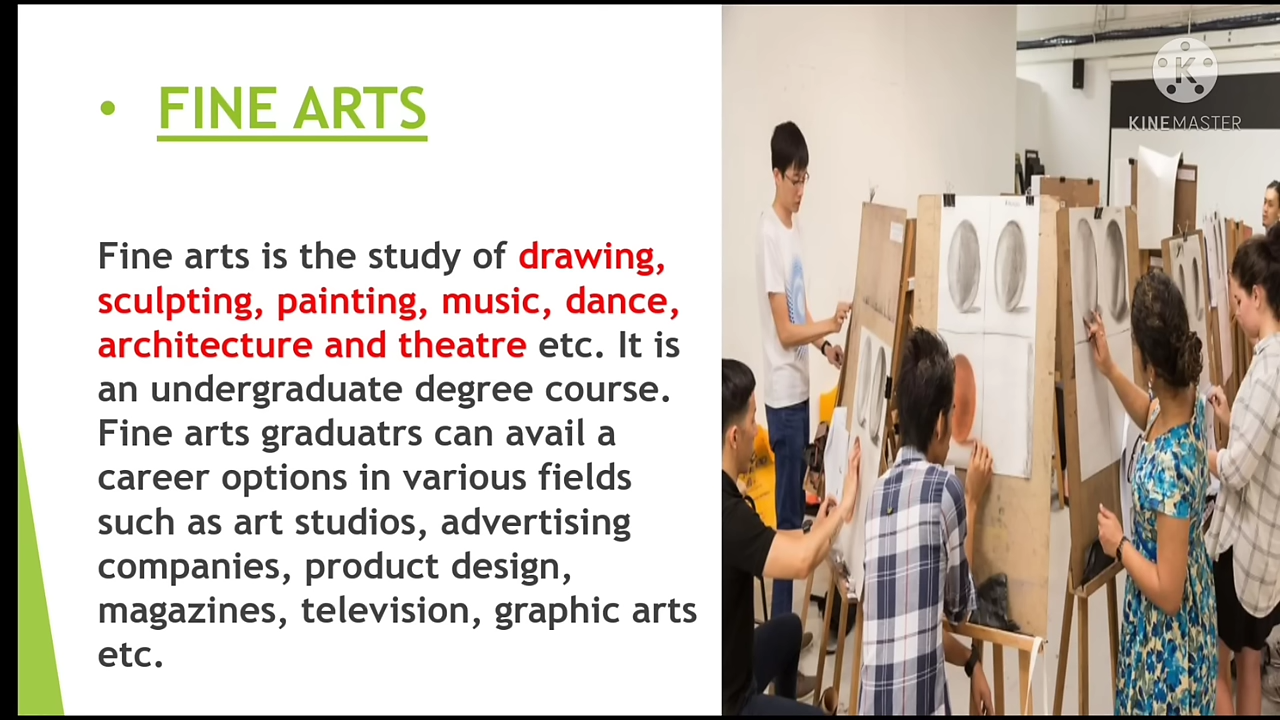 • FINE ARTS
Fine arts is the study of drawing,
sculpting, painting, music, dance,
architecture and theatre etc. It is
an undergraduate degree course.
Fine arts graduatrs can avail a
career options in various fields
such as art studios, advertising
companies, product design,
magazines, television, graphic arts
etc.
K
KINEMASTER